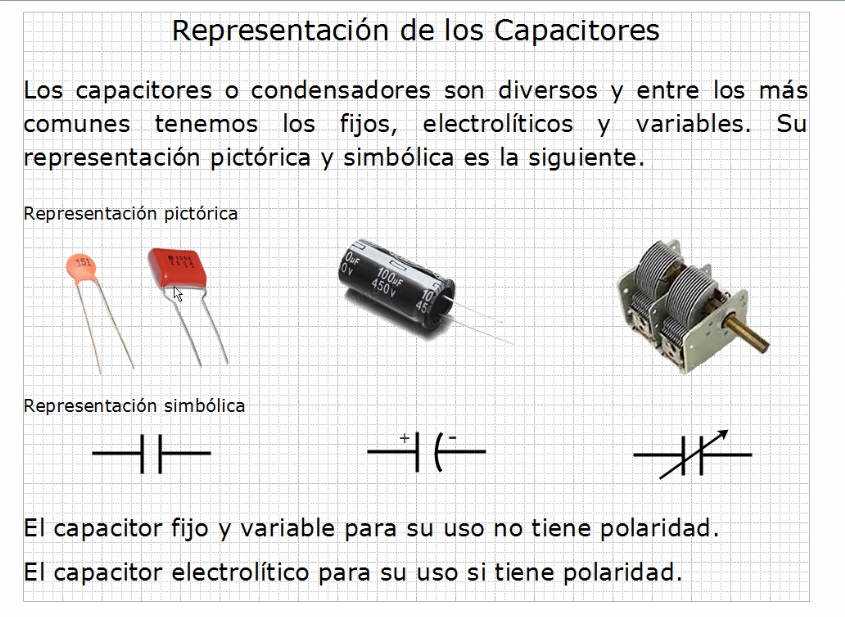 Representación de los Capacitores
Los capacitores o condensadores son diversos y entre los más
comunes tenemos los fijos, electrolíticos y variables. Su
representación pictórica y simbólica es la siguiente.
Representación pictórica
151
100µF
450V
Representación simbólica
+ -
El capacitor fijo y variable para su uso no tiene polaridad.
El capacitor electrolítico para su uso si tiene polaridad.